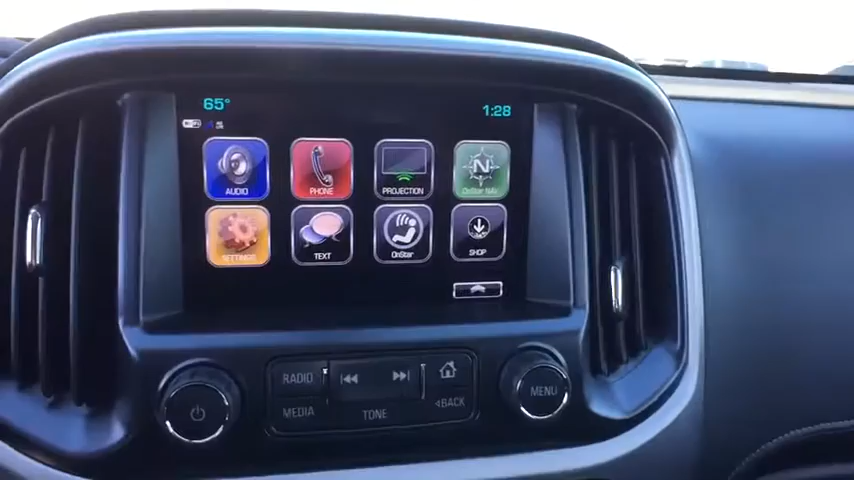 65°
1:28
AUDIO
PHONE
PROJECTION
N
OnStar NAV
SETTINGS
TEXT
OnStar
SHOP
RADIO
MEDIA
TONE
BACK
MENU